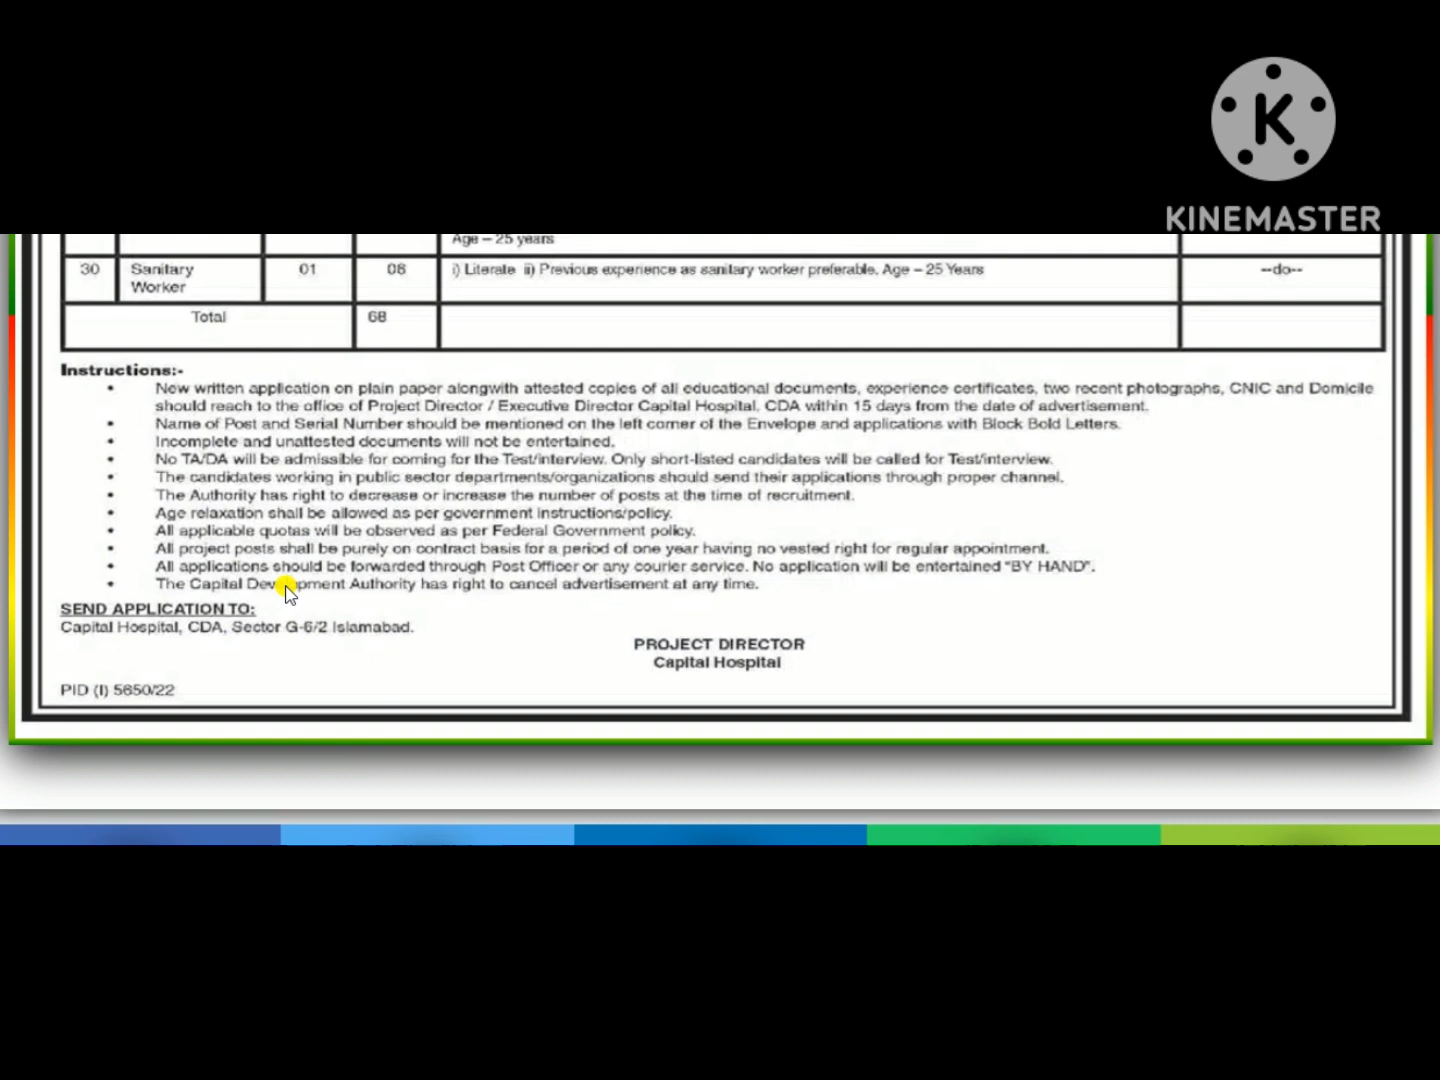 KINEMASTER
Age – 25 years
30 Sanitary Worker 01 08 i) Literate ii) Previous experience as sanitary worker preferable. Age – 25 Years --do--
Total 68
Instructions:-
• New written application on plain paper alongwith attested copies of all educational documents, experience certificates, two recent photographs, CNIC and Domicile
should reach to the office of Project Director / Executive Director Capital Hospital, CDA within 15 days from the date of advertisement.
• Name of Post and Serial Number should be mentioned on the left corner of the Envelope and applications with Block Bold Letters.
• Incomplete and unattested documents will not be entertained.
• No TA/DA will be admissible for coming for the Test/interview. Only short-listed candidates will be called for Test/interview.
• The candidates working in public sector departments/organizations should send their applications through proper channel.
• The Authority has right to decrease or increase the number of posts at the time of recruitment.
• Age relaxation shall be allowed as per government instructions/policy.
• All applicable quotas will be observed as per Federal Government policy.
• All project posts shall be purely on contract basis for a period of one year having no vested right for regular appointment.
• All applications should be forwarded through Post Officer or any courier service. No application will be entertained "BY HAND".
• The Capital Development Authority has right to cancel advertisement at any time.
SEND APPLICATION TO:
Capital Hospital, CDA, Sector G-6/2 Islamabad.
PROJECT DIRECTOR
Capital Hospital
PID (I) 5650/22